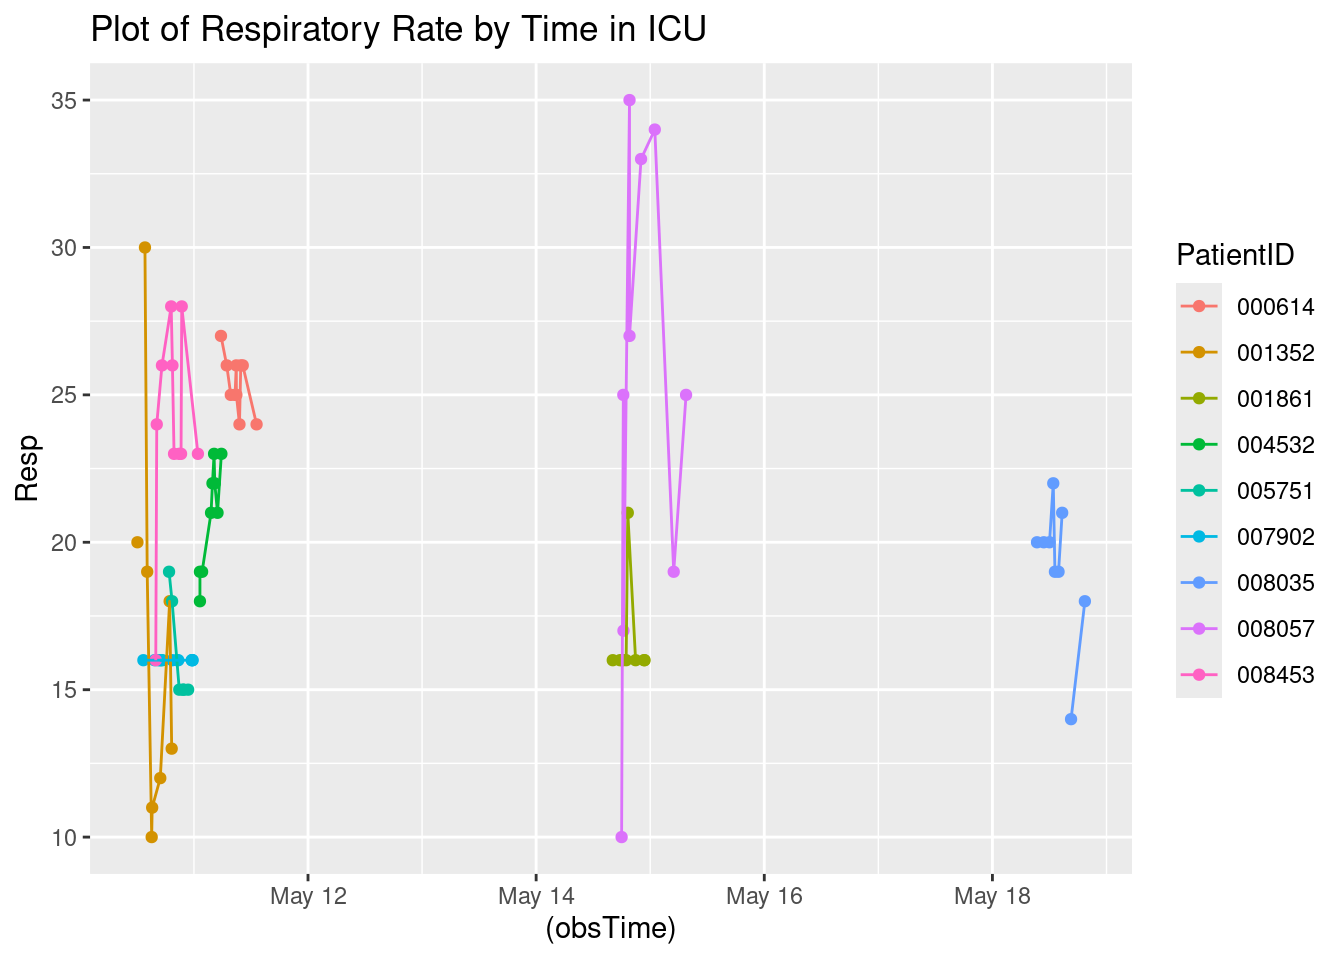 Plot of Respiratory Rate by Time in ICU
Resp
35
30
25
20
15
10
May 12
May 14
May 16
May 18
(obsTime)
PatientID
000614
001352
001861
004532
005751
007902
008035
008057
008453